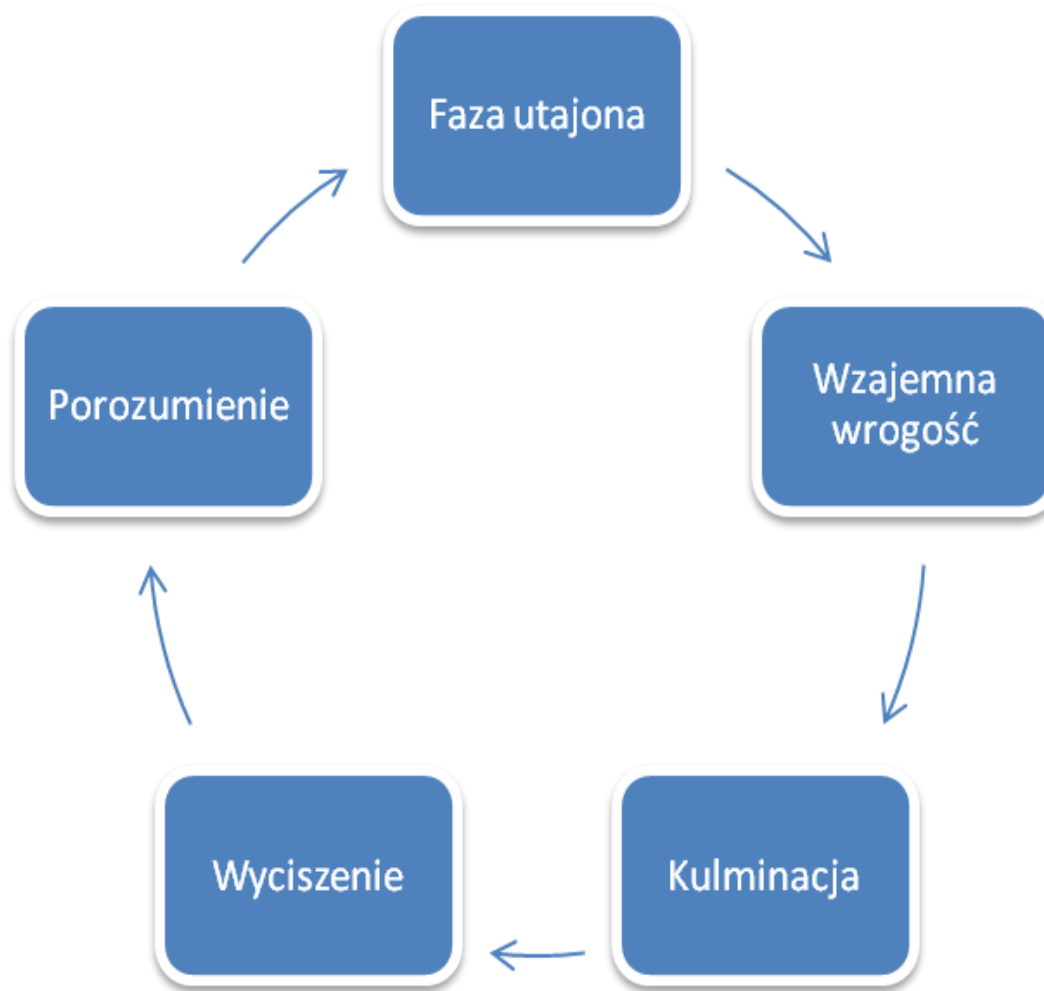 Faza utajona
Wzajemna
wrogość
Kulminacja
Wyciszenie
Porozumienie